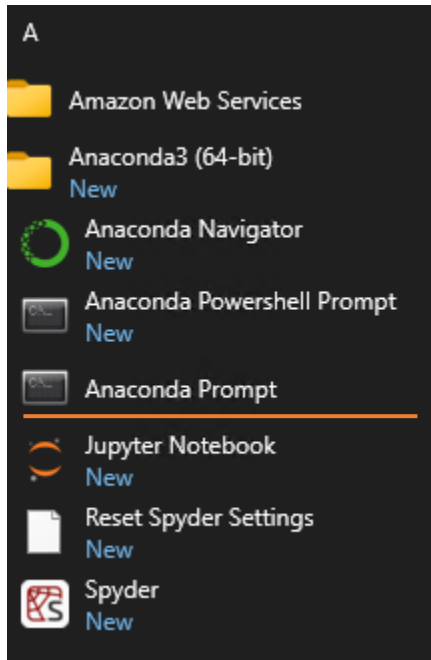 A
Amazon Web Services
Anaconda3 (64-bit)
New
Anaconda Navigator
New
Anaconda Powershell Prompt
New
Anaconda Prompt
Jupyter Notebook
New
Reset Spyder Settings
New
Spyder
New